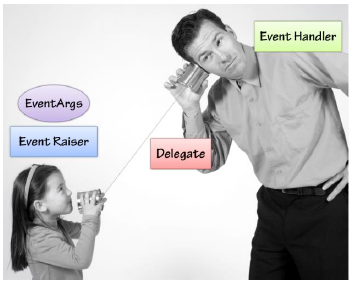 Event Handler
EventArgs
Event Raiser
Delegate